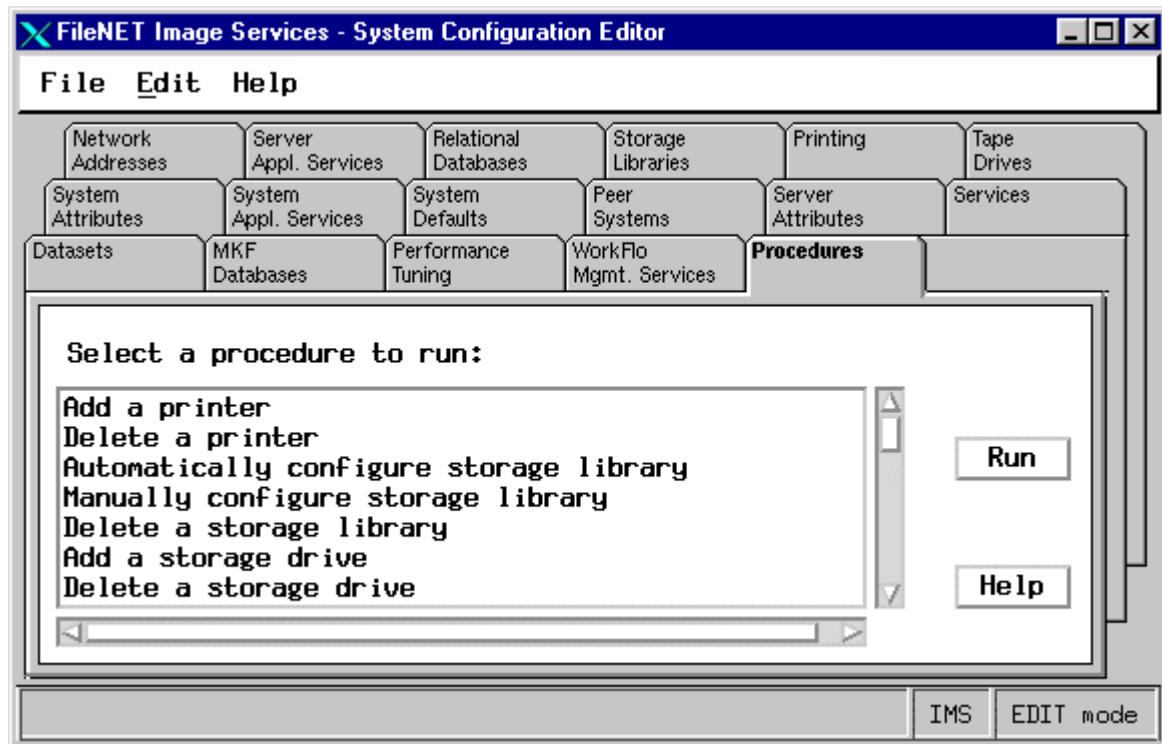 FileNET Image Services - System Configuration Editor
File Edit Help
Network Addresses
Server Appl. Services
Relational Databases
Storage Libraries
Printing
Tape Drives
System Attributes
System Appl. Services
System Defaults
Peer Systems
Server Attributes
Services
Datasets
MKF Databases
Performance Tuning
WorkFlo Mgmt. Services
Procedures
Select a procedure to run:
Add a printer
Delete a printer
Automatically configure storage library
Manually configure storage library
Delete a storage library
Add a storage drive
Delete a storage drive
Run
Help
IMS
EDIT mode